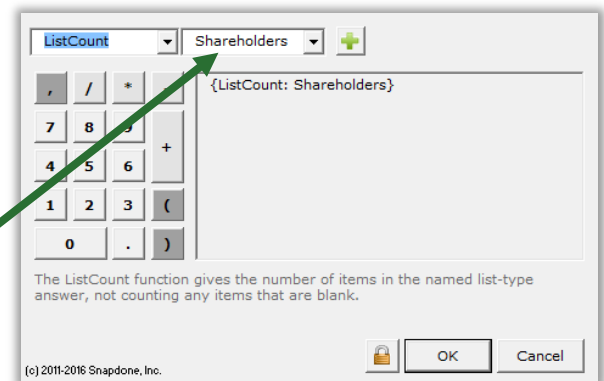 ListCount Shareholders
, / * -
{ListCount: Shareholders}
7 8 9
+
4 5 6
1 2 3 (
0 . )
The ListCount function gives the number of items in the named list-type
answer, not counting any items that are blank.
OK Cancel
(c) 2011-2016 Snapdone, Inc.